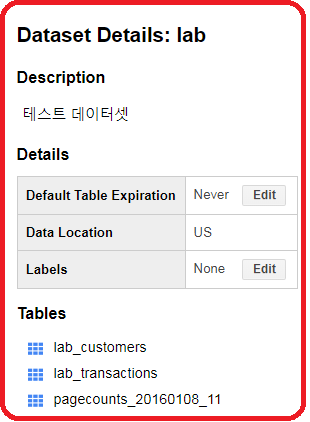 Dataset Details: lab
Description
테스트 데이터셋
Details
Default Table Expiration Never Edit
Data Location US
Labels None Edit
Tables
lab_customers
lab_transactions
pagecounts_20160108_11